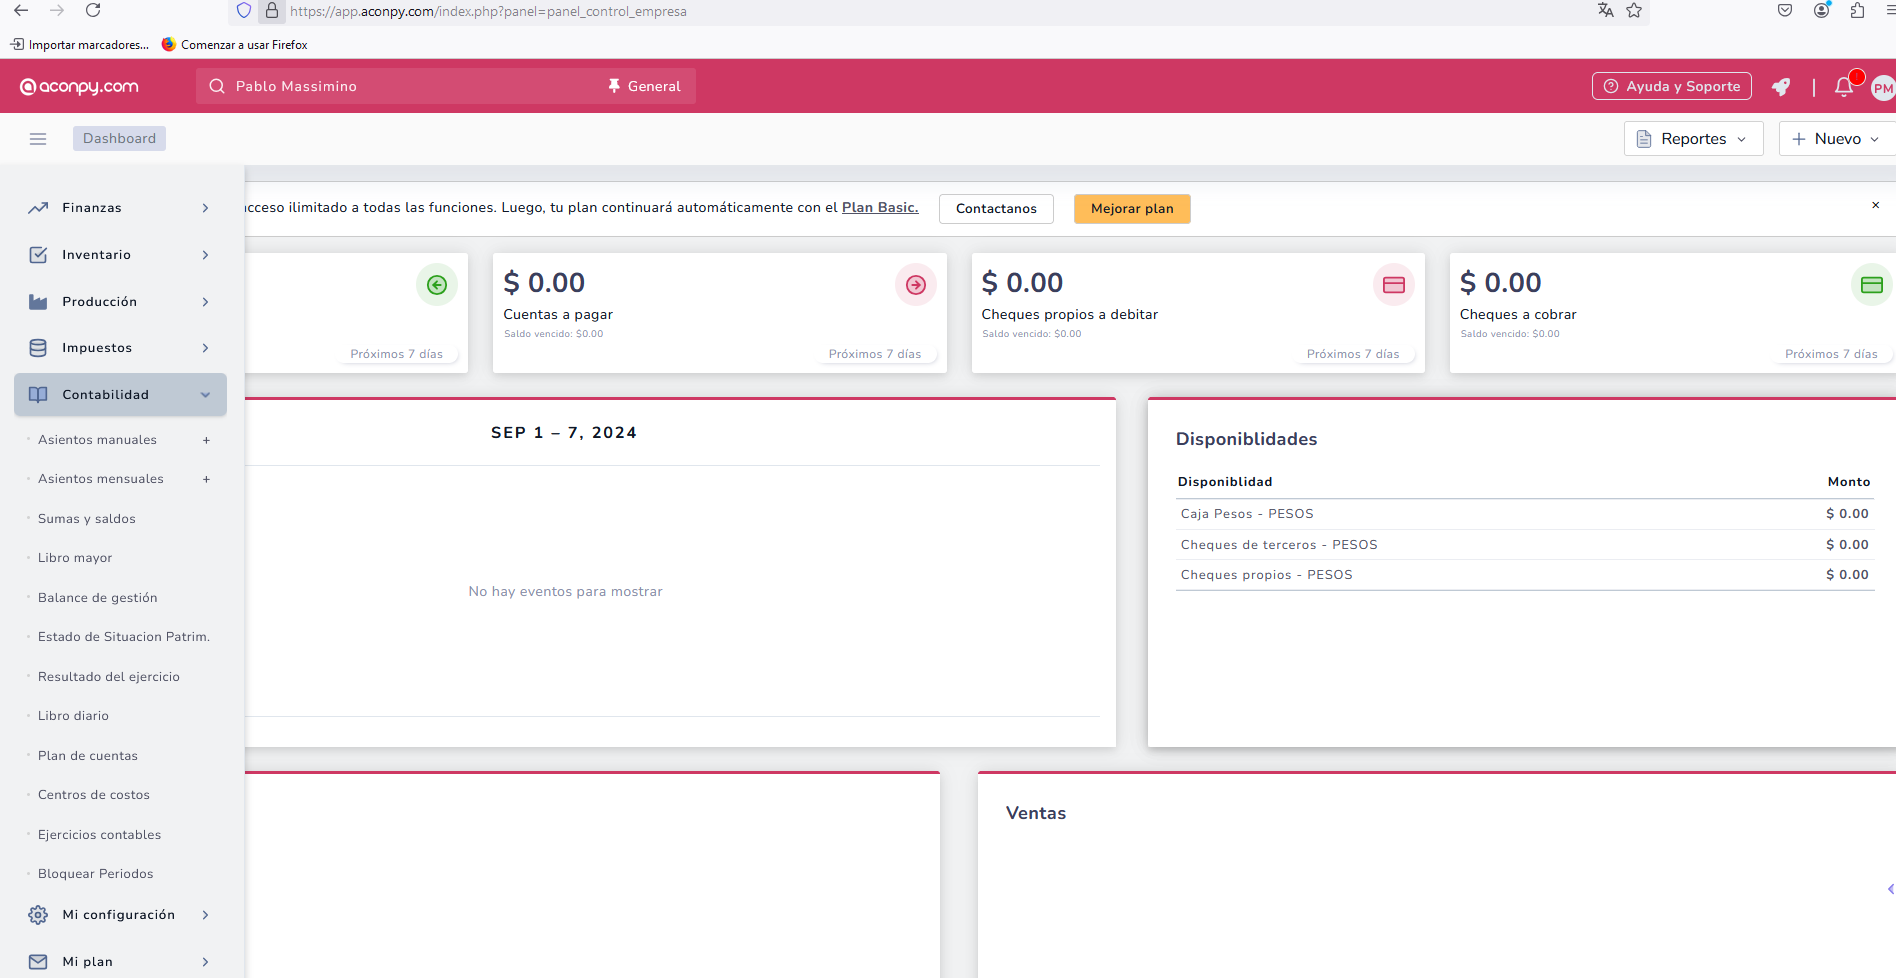 https://app.aconpy.com/index.php?panel=panel_control_empresa
Importar marcadores...
Comenzar a usar Firefox
aconpy.com
Pablo Massimino
General
Ayuda y Soporte
PM
Dashboard
Reportes
Nuevo
Finanzas
Inventario
Producción
Impuestos
Contabilidad
Asientos manuales +
Asientos mensuales +
Sumas y saldos
Libro mayor
Balance de gestión
Estado de Situacion Patrim.
Resultado del ejercicio
Libro diario
Plan de cuentas
Centros de costos
Ejercicios contables
Bloquear Periodos
Mi configuración
Mi plan
cceso ilimitado a todas las funciones. Luego, tu plan continuará automáticamente con el Plan Basic.
Contactanos
Mejorar plan
×
Próximos 7 días
$ 0.00
Cuentas a pagar
Saldo vencido: $0.00
Próximos 7 días
$ 0.00
Cheques propios a debitar
Saldo vencido: $0.00
Próximos 7 días
$ 0.00
Cheques a cobrar
Saldo vencido: $0.00
Próximos 7 días
SEP 1 – 7, 2024
No hay eventos para mostrar
Disponiblidades
Disponiblidad Monto
Caja Pesos - PESOS $ 0.00
Cheques de terceros - PESOS $ 0.00
Cheques propios - PESOS $ 0.00
Ventas